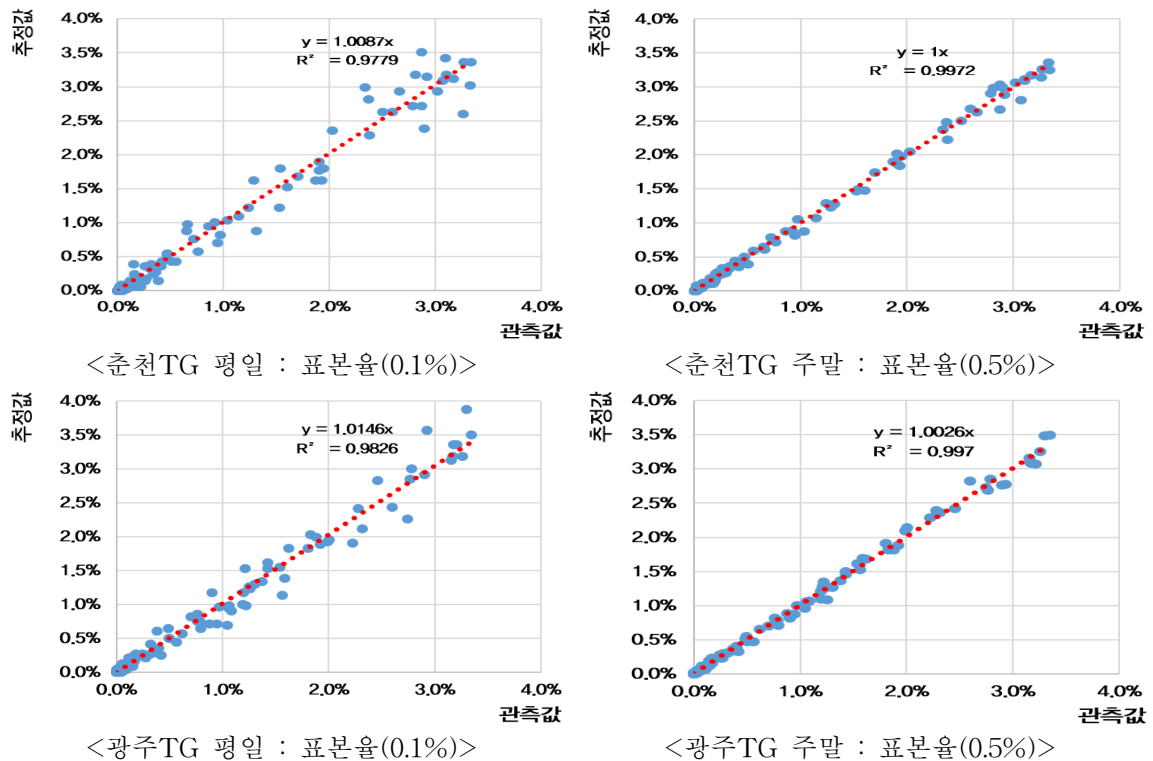 추정값
4.0%
3.5%
3.0%
2.5%
2.0%
1.5%
1.0%
0.5%
0.0%
y = 1.0087x
R² = 0.9779
0.0% 1.0% 2.0% 3.0% 4.0%
관측값
<춘천TG 평일 : 표본율(0.1%)>
추정값
4.0%
3.5%
3.0%
2.5%
2.0%
1.5%
1.0%
0.5%
0.0%
y = 1x
R² = 0.9972
0.0% 1.0% 2.0% 3.0% 4.0%
관측값
<춘천TG 주말 : 표본율(0.5%)>
추정값
4.0%
3.5%
3.0%
2.5%
2.0%
1.5%
1.0%
0.5%
0.0%
y = 1.0146x
R² = 0.9826
0.0% 1.0% 2.0% 3.0% 4.0%
관측값
<광주TG 평일 : 표본율(0.1%)>
추정값
4.0%
3.5%
3.0%
2.5%
2.0%
1.5%
1.0%
0.5%
0.0%
y = 1.0026x
R² = 0.997
0.0% 1.0% 2.0% 3.0% 4.0%
관측값
<광주TG 주말 : 표본율(0.5%)>